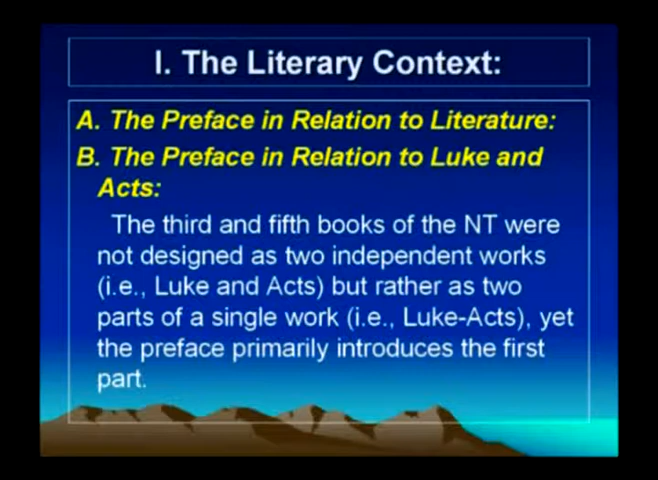 I. The Literary Context:
A. The Preface in Relation to Literature:
B. The Preface in Relation to Luke and
Acts:
The third and fifth books of the NT were
not designed as two independent works
(i.e., Luke and Acts) but rather as two
parts of a single work (i.e., Luke-Acts), yet
the preface primarily introduces the first
part.